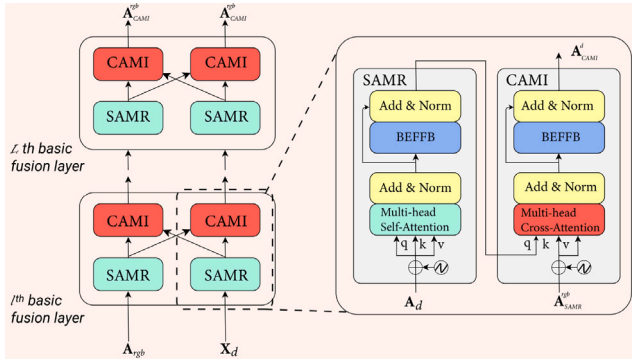 A^rgb_CAMI A^rgb_CAMI
CAMI CAMI
SAMR SAMR
𝓛 th basic
fusion layer
CAMI CAMI
SAMR SAMR
l^th basic
fusion layer
A_rgb X_d
A^d_CAMI
SAMR CAMI
Add & Norm Add & Norm
BEFFB BEFFB
Add & Norm Add & Norm
Multi-head Multi-head
Self-Attention Cross-Attention
q k v q k v
A_d A^rgb_SAMR